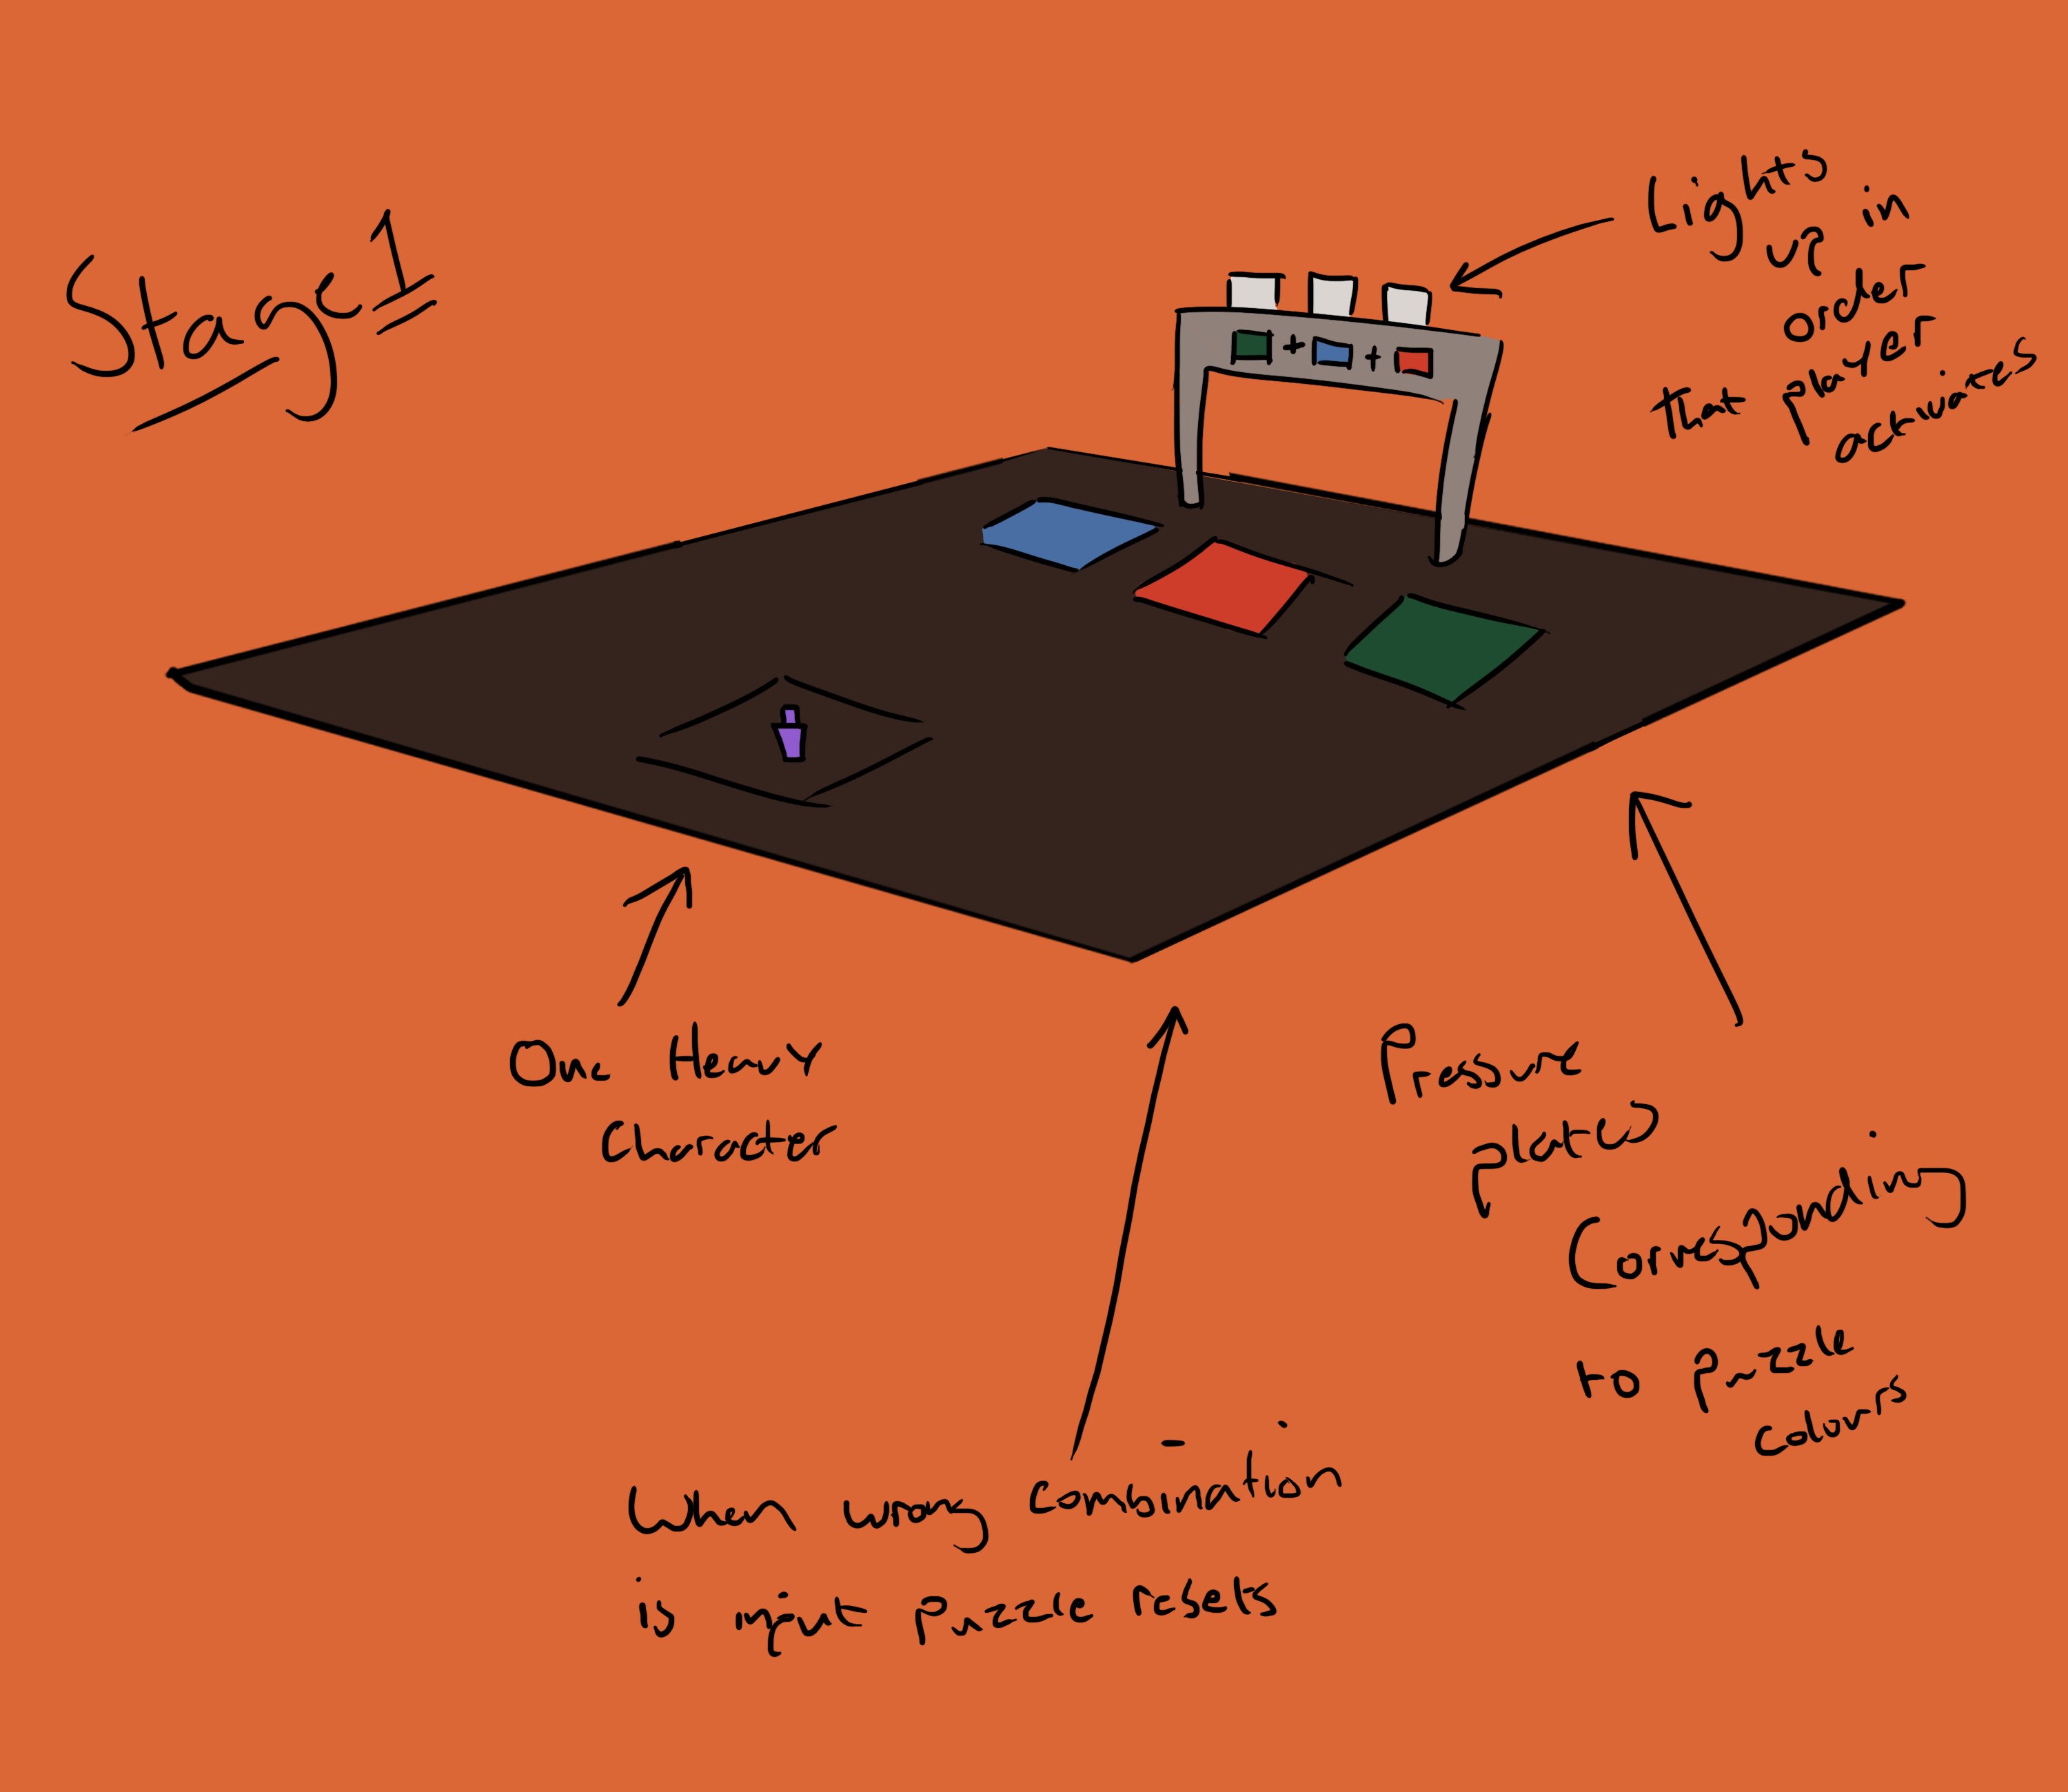 Stage 1
Lights
up in
order
that player
activates
+ +
One Heavy
Character
Pressure
plates
Corresponding
to puzzle
colours
When wrong combination
is input puzzle resets